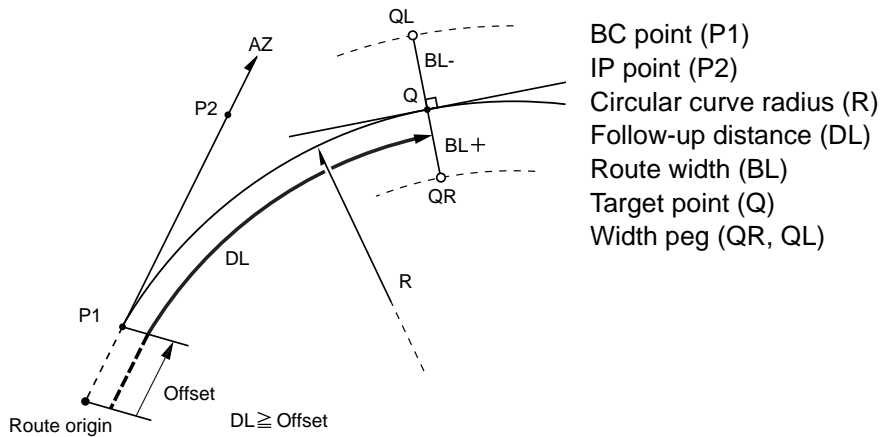 QL
AZ
BL-
P2
Q
BL+
QR
DL
R
P1
Offset
Route origin
DL≧Offset
BC point (P1)
IP point (P2)
Circular curve radius (R)
Follow-up distance (DL)
Route width (BL)
Target point (Q)
Width peg (QR, QL)